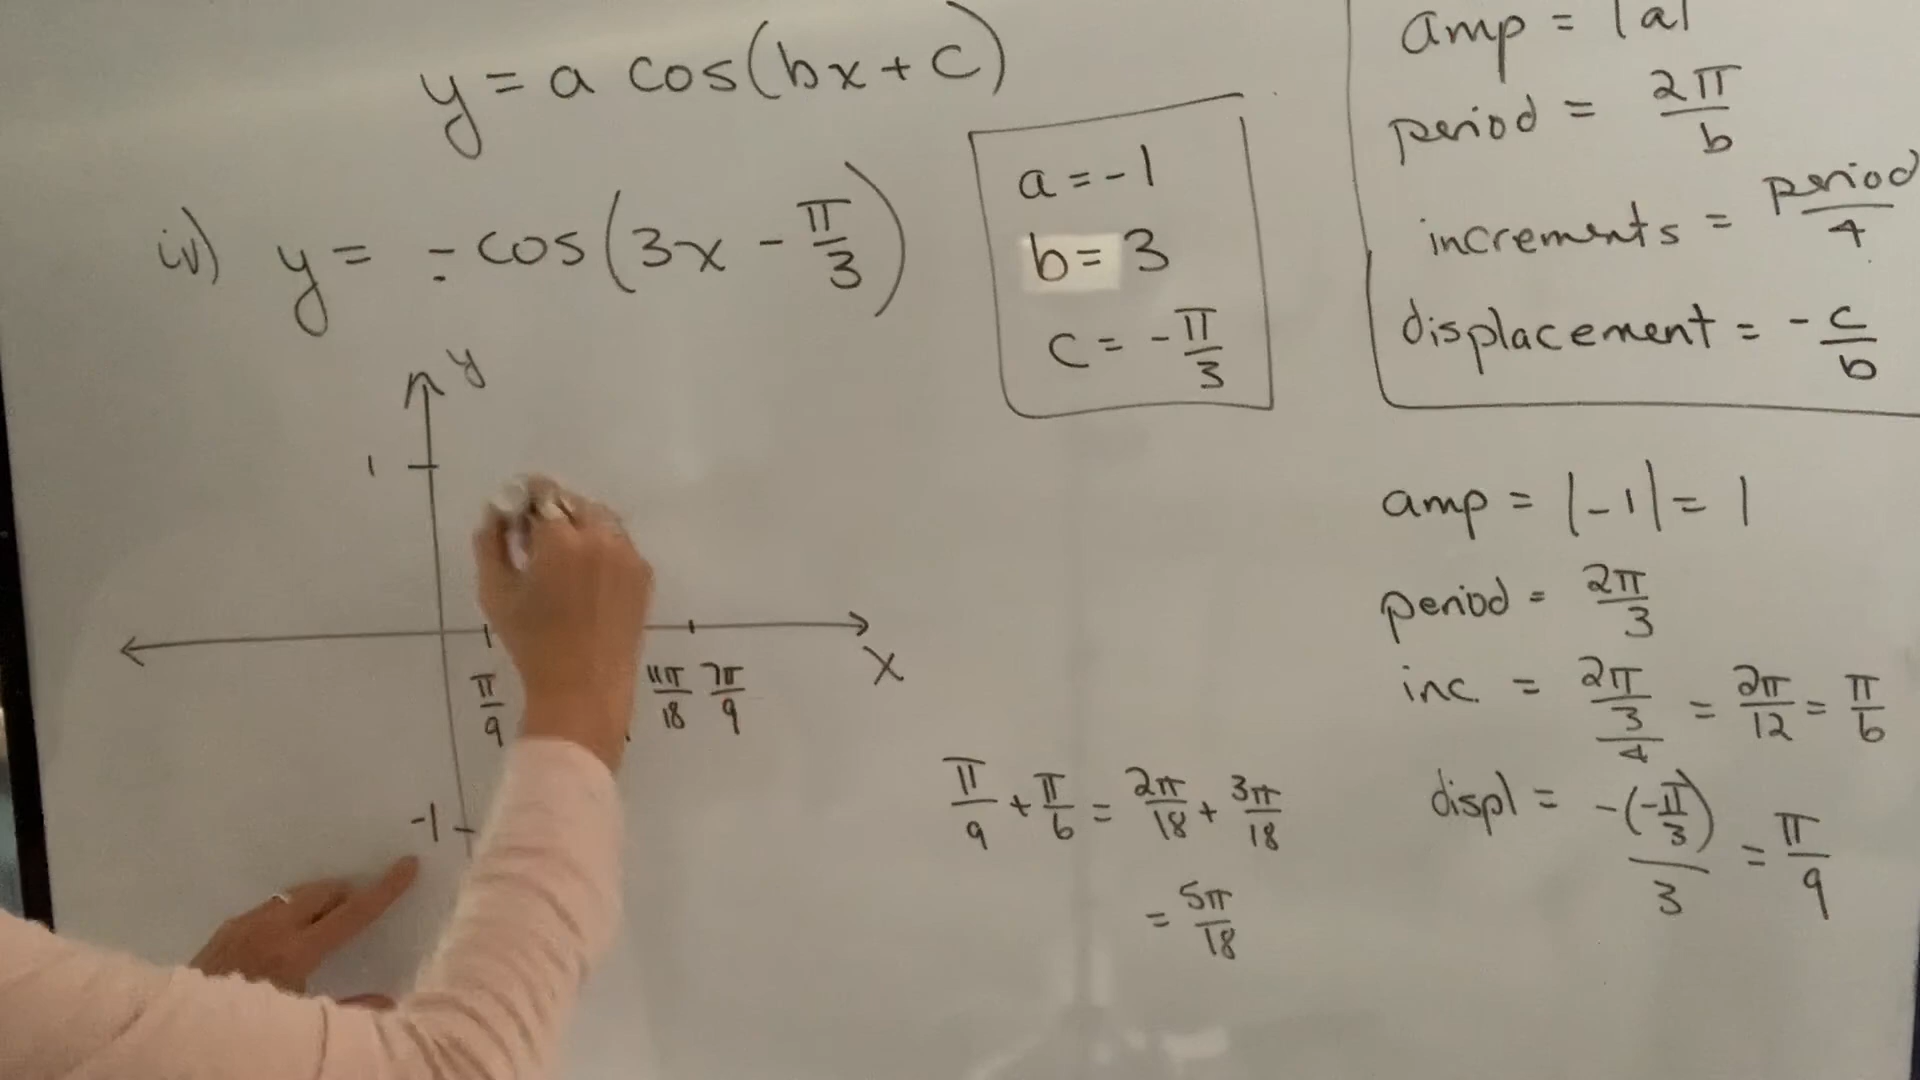 y = a cos(bx + c)
iv) y = - cos(3x - π/3)
a = -1
b = 3
c = -π/3
amp = |a|
period = 2π/b
increments = period/4
displacement = -c/b
y
1
-1
x
π/9
11π/18 7π/9
amp = |-1| = 1
period = 2π/3
inc. = 2π/3/4 = 2π/12 = π/6
displ = -(-π/3)/3 = π/9
π/9 + π/6 = 2π/18 + 3π/18
= 5π/18